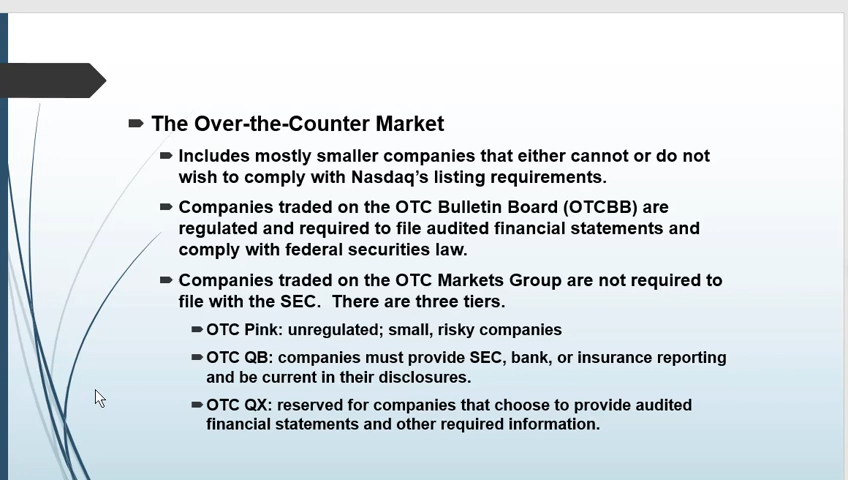 The Over-the-Counter Market
Includes mostly smaller companies that either cannot or do not
wish to comply with Nasdaq's listing requirements.
Companies traded on the OTC Bulletin Board (OTCBB) are
regulated and required to file audited financial statements and
comply with federal securities law.
Companies traded on the OTC Markets Group are not required to
file with the SEC.  There are three tiers.
OTC Pink: unregulated; small, risky companies
OTC QB: companies must provide SEC, bank, or insurance reporting
and be current in their disclosures.
OTC QX: reserved for companies that choose to provide audited
financial statements and other required information.